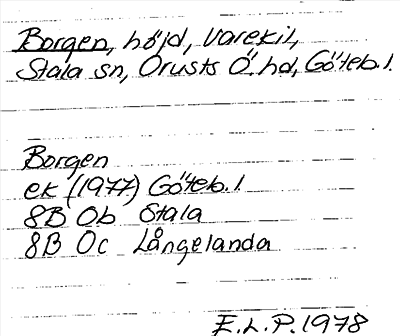 Borgen, höjd, Varekil,
Stala sn, Orusts Ö. hd, Göteb. l.
Borgen
ek (1977) Göteb. l.
8B 0b Stala
8B 0c Långelanda
E.L.P. 1978